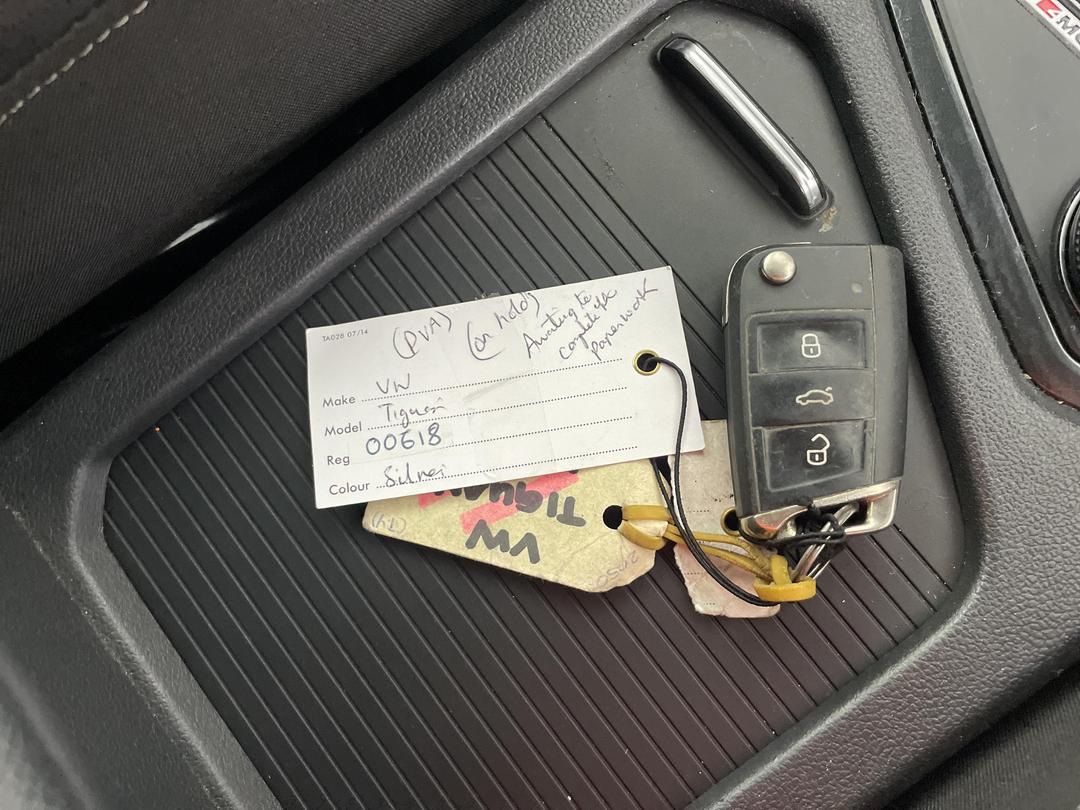 TA028 07/14
(PVA) (on hold)
Awaiting to
complete the
paperwork
Make VW
Model Tiguan
Reg 00618
Colour Silver
VW
TIGUAN